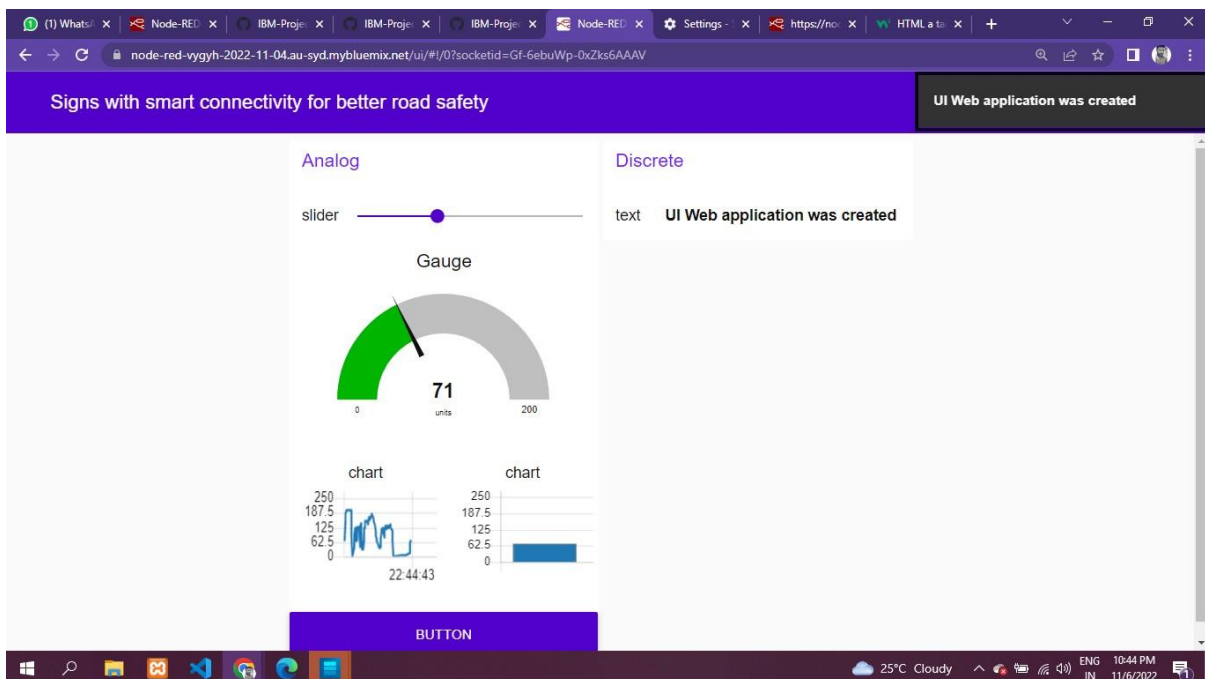 (1) WhatsA
Node-RED
IBM-Projec
IBM-Projec
IBM-Projec
Node-RED
Settings -
https://no
HTML a ta
node-red-vygyh-2022-11-04.au-syd.mybluemix.net/ui/#!/0?socketid=Gf-6ebuWp-0xZks6AAAV
Signs with smart connectivity for better road safety
UI Web application was created
Analog
Discrete
slider
text UI Web application was created
Gauge
71
0 units 200
chart
250
187.5
125
62.5
0
22:44:43
chart
250
187.5
125
62.5
0
BUTTON
25°C Cloudy
ENG
IN
10:44 PM
11/6/2022